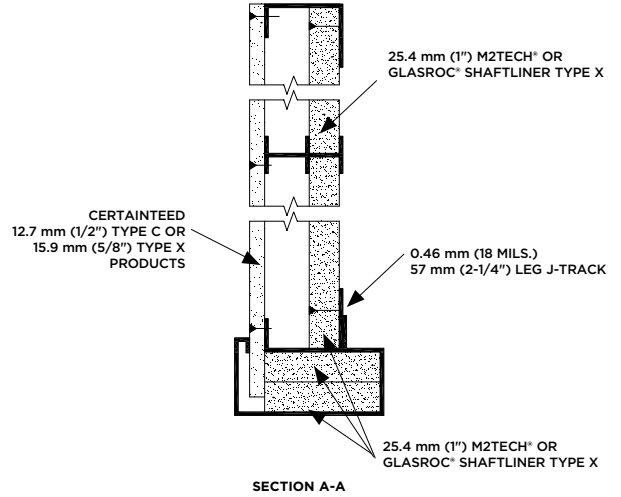 25.4 mm (1") M2TECH® OR
GLASROC® SHAFTLINER TYPE X
CERTAINTEED
12.7 mm (1/2") TYPE C OR
15.9 mm (5/8") TYPE X
PRODUCTS
0.46 mm (18 MILS.)
57 mm (2-1/4") LEG J-TRACK
25.4 mm (1") M2TECH® OR
GLASROC® SHAFTLINER TYPE X
SECTION A-A